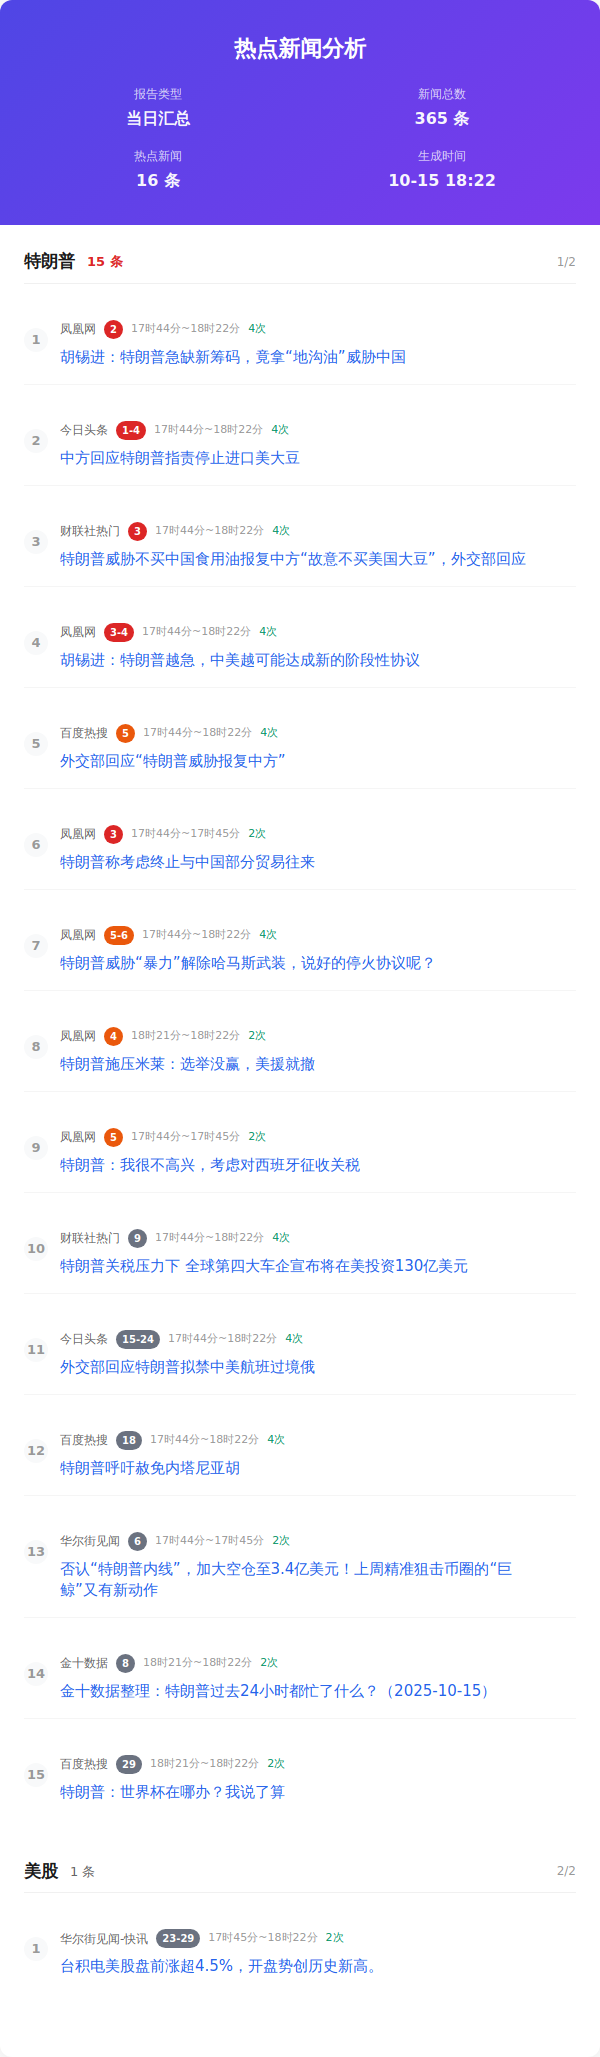 热点新闻分析
报告类型
新闻总数
当日汇总
365 条
热点新闻
生成时间
16 条
10-15 18:22
特朗普 15 条 1/2
1
凤凰网 2 17时44分~18时22分 4次
胡锡进：特朗普急缺新筹码，竟拿“地沟油”威胁中国
2
今日头条 1-4 17时44分~18时22分 4次
中方回应特朗普指责停止进口美大豆
3
财联社热门 3 17时44分~18时22分 4次
特朗普威胁不买中国食用油报复中方“故意不买美国大豆”，外交部回应
4
凤凰网 3-4 17时44分~18时22分 4次
胡锡进：特朗普越急，中美越可能达成新的阶段性协议
5
百度热搜 5 17时44分~18时22分 4次
外交部回应“特朗普威胁报复中方”
6
凤凰网 3 17时44分~17时45分 2次
特朗普称考虑终止与中国部分贸易往来
7
凤凰网 5-6 17时44分~18时22分 4次
特朗普威胁“暴力”解除哈马斯武装，说好的停火协议呢？
8
凤凰网 4 18时21分~18时22分 2次
特朗普施压米莱：选举没赢，美援就撤
9
凤凰网 5 17时44分~17时45分 2次
特朗普：我很不高兴，考虑对西班牙征收关税
10
财联社热门 9 17时44分~18时22分 4次
特朗普关税压力下 全球第四大车企宣布将在美投资130亿美元
11
今日头条 15-24 17时44分~18时22分 4次
外交部回应特朗普拟禁中美航班过境俄
12
百度热搜 18 17时44分~18时22分 4次
特朗普呼吁赦免内塔尼亚胡
13
华尔街见闻 6 17时44分~17时45分 2次
否认“特朗普内线”，加大空仓至3.4亿美元！上周精准狙击币圈的“巨
鲸”又有新动作
14
金十数据 8 18时21分~18时22分 2次
金十数据整理：特朗普过去24小时都忙了什么？（2025-10-15）
15
百度热搜 29 18时21分~18时22分 2次
特朗普：世界杯在哪办？我说了算
美股 1 条 2/2
1
华尔街见闻-快讯 23-29 17时45分~18时22分 2次
台积电美股盘前涨超4.5%，开盘势创历史新高。